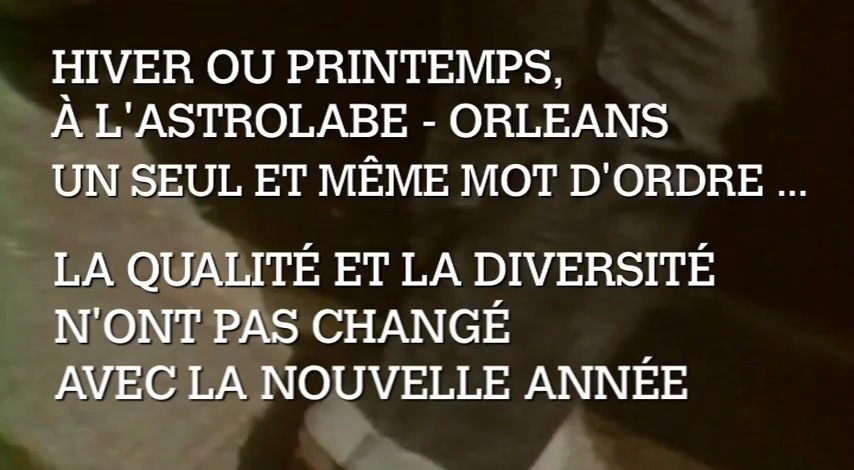 HIVER OU PRINTEMPS,
À L'ASTROLABE - ORLEANS
UN SEUL ET MÊME MOT D'ORDRE ...
LA QUALITÉ ET LA DIVERSITÉ
N'ONT PAS CHANGÉ
AVEC LA NOUVELLE ANNÉE